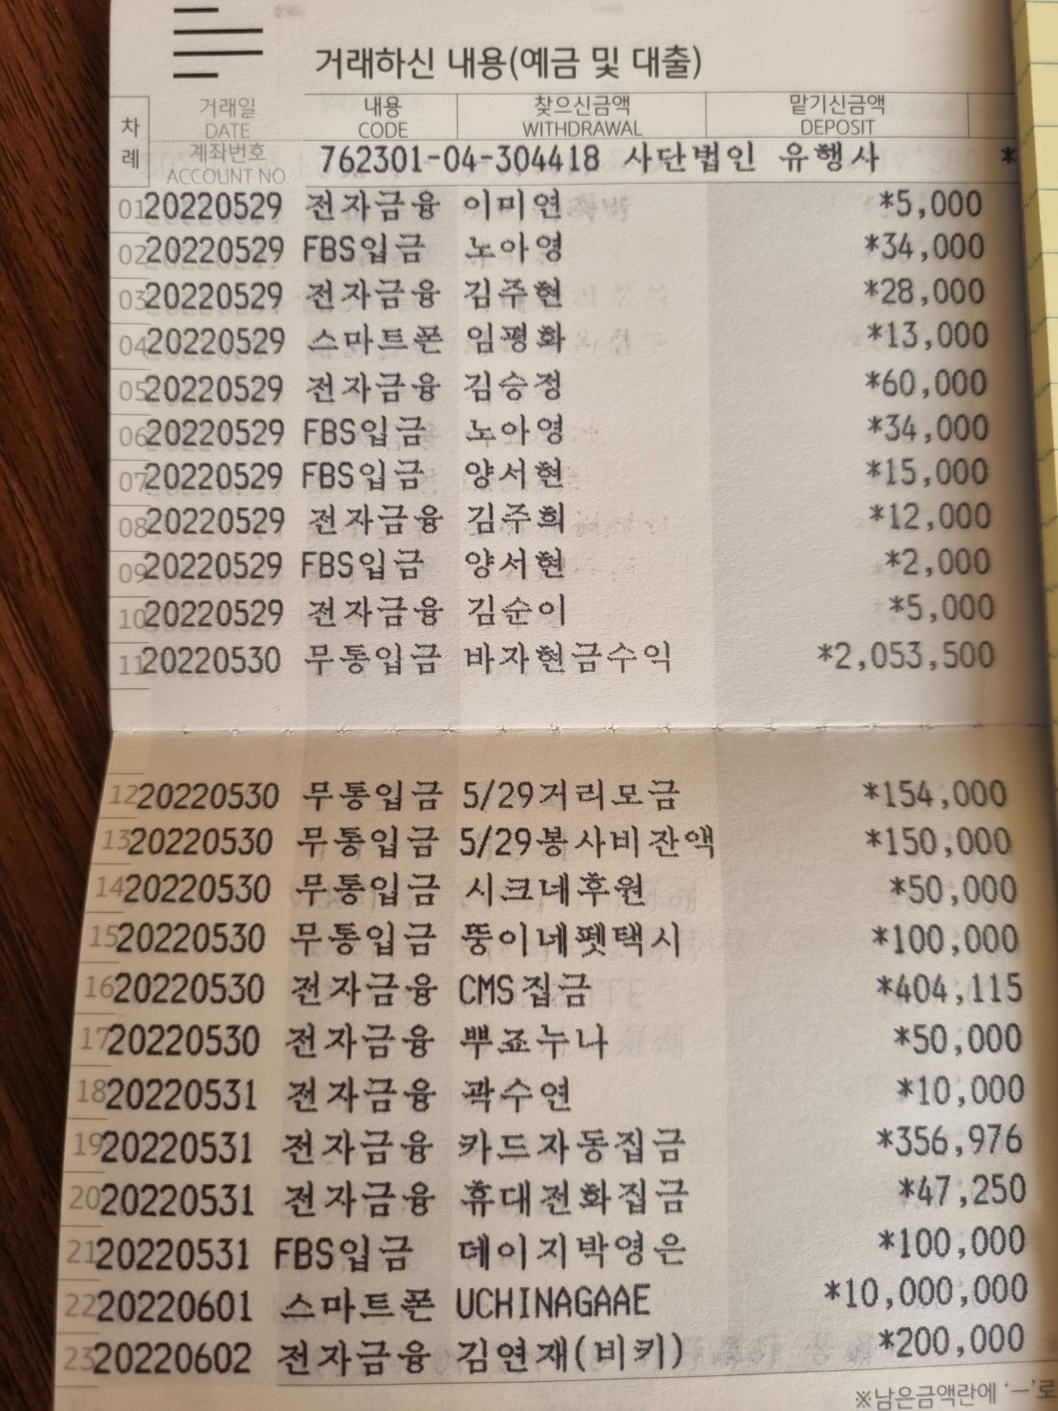 거래하신 내용(예금 및 대출)
차례 거래일 내용 찾으신금액 맡기신금액
DATE CODE WITHDRAWAL DEPOSIT
계좌번호 762301-04-304418 사단법인 유행사 *
ACCOUNT NO.
01 20220529 전자금융 이미연 *5,000
02 20220529 FBS입금 노아영 *34,000
03 20220529 전자금융 김주현 *28,000
04 20220529 스마트폰 임평화 *13,000
05 20220529 전자금융 김승정 *60,000
06 20220529 FBS입금 노아영 *34,000
07 20220529 FBS입금 양서현 *15,000
08 20220529 전자금융 김주희 *12,000
09 20220529 FBS입금 양서현 *2,000
10 20220529 전자금융 김순이 *5,000
11 20220530 무통입금 바자현금수익 *2,053,500
12 20220530 무통입금 5/29거리모금 *154,000
13 20220530 무통입금 5/29봉사비잔액 *150,000
14 20220530 무통입금 시크네후원 *50,000
15 20220530 무통입금 뚱이네펫택시 *100,000
16 20220530 전자금융 CMS집금 *404,115
17 20220530 전자금융 뿌죠누나 *50,000
18 20220531 전자금융 곽수연 *10,000
19 20220531 전자금융 카드자동집금 *356,976
20 20220531 전자금융 휴대전화집금 *47,250
21 20220531 FBS입금 데이지박영은 *100,000
22 20220601 스마트폰 UCHINAGAAE *10,000,000
23 20220602 전자금융 김연재(비키) *200,000
※남은금액란에 '-'로